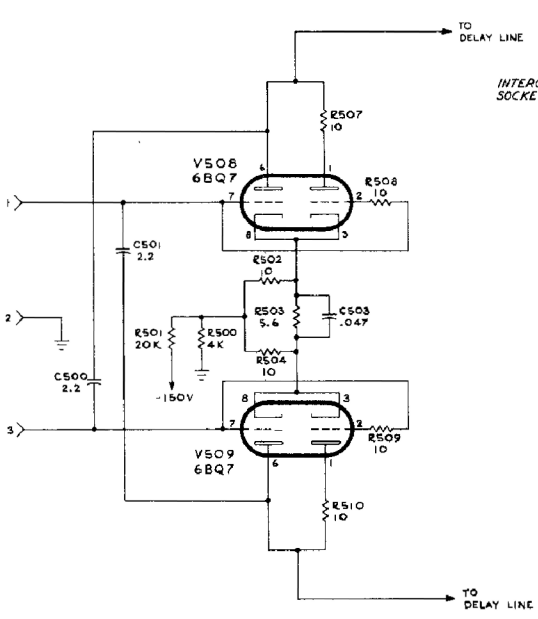 TO
DELAY LINE
INTERC
SOCKE
R507
10
V508
6BQ7
6
1
R508
10
1
7
2
8
3
C501
2.2
R502
10
2
R501
20K
R500
4K
R503
5.6
C503
.047
R504
10
-150V
C500
2.2
8
3
3
7
2
R509
10
V509
6BQ7
6
1
R510
10
TO
DELAY LINE